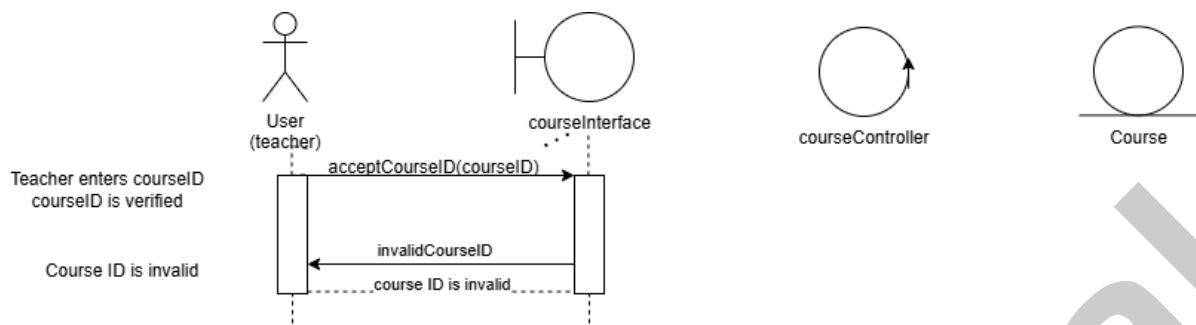 User
(teacher)
courseInterface
courseController
Course
Teacher enters courseID
courseID is verified
acceptCourseID(courseID)
invalidCourseID
Course ID is invalid
course ID is invalid